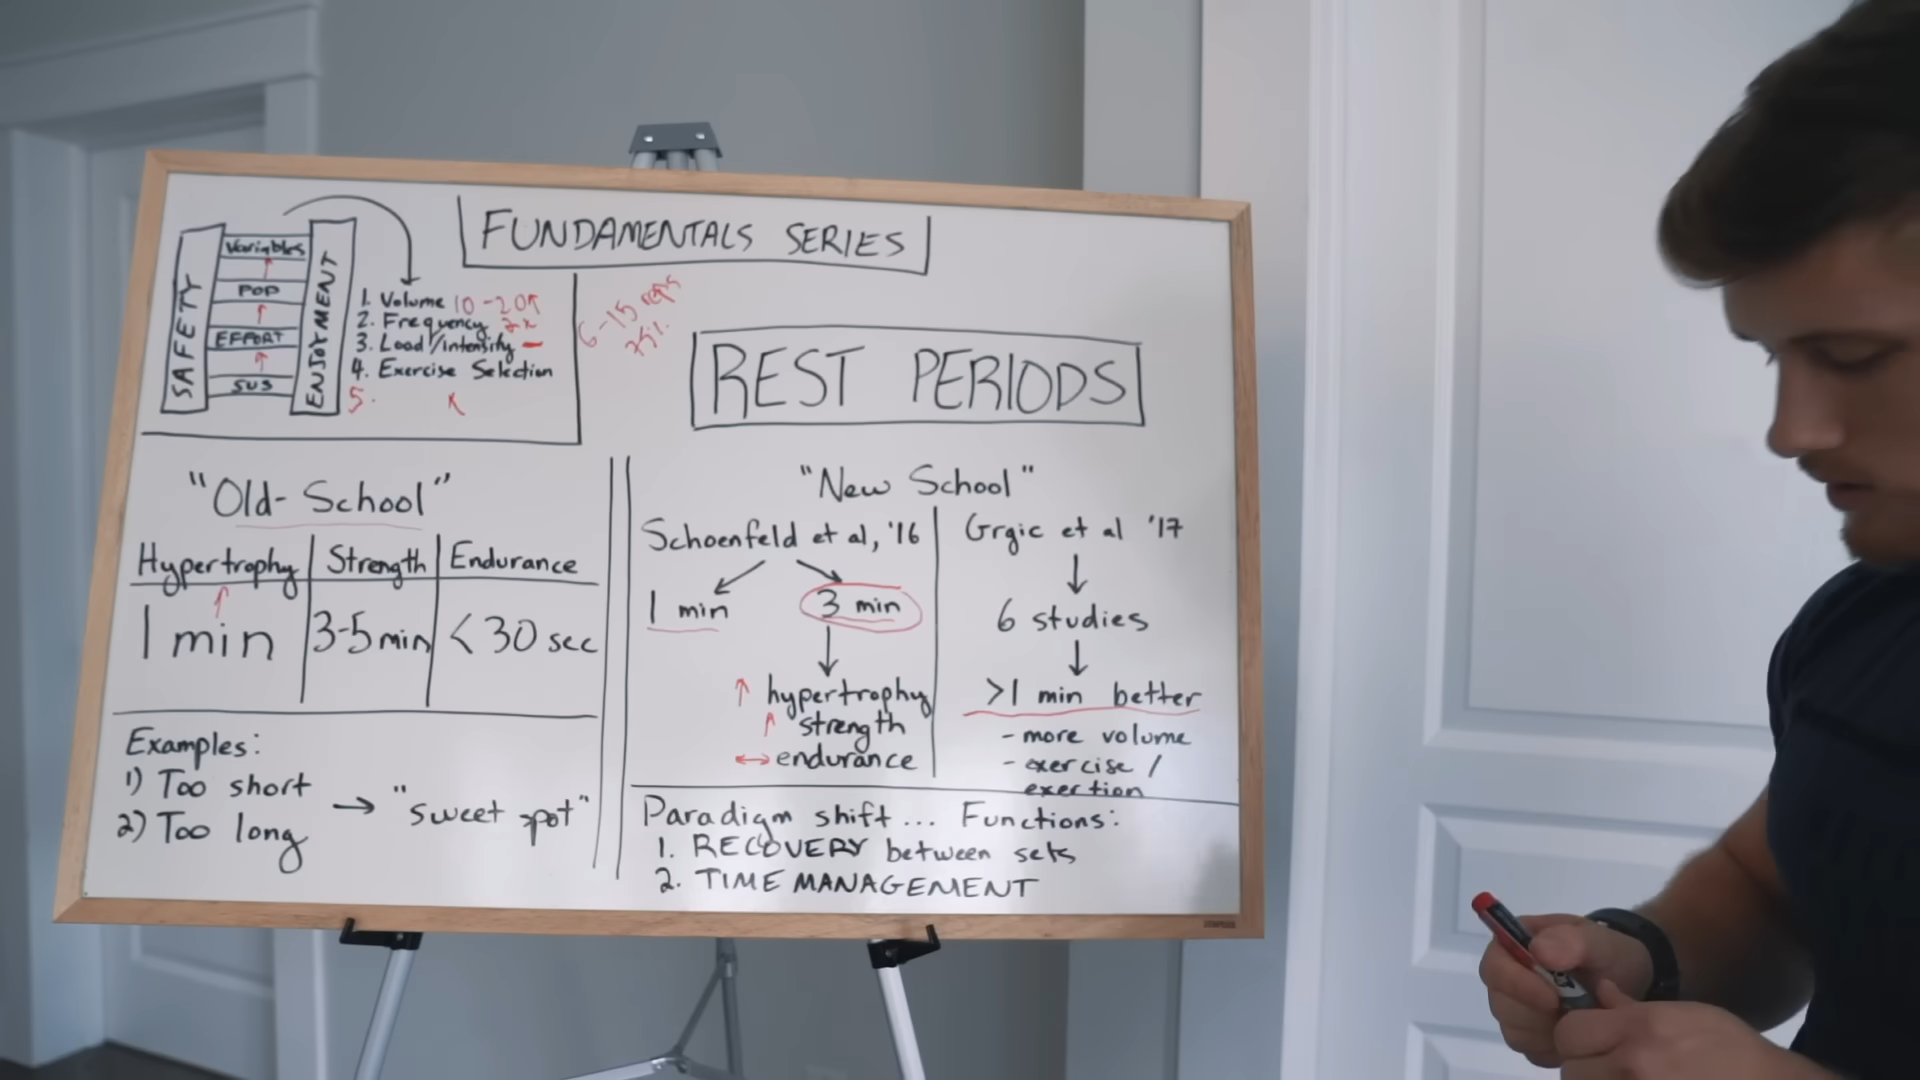 FUNDAMENTALS SERIES
SAFETY
Variables
POP
EFFORT
SUS
ENJOYMENT
1. Volume 10-20
2. Frequency 2x
3. Load/intensity -
4. Exercise Selection
5.
6-15 reps
75%
REST PERIODS
"Old-School"
Hypertrophy
Strength
Endurance
1 min
3-5 min
< 30 sec
Examples:
1) Too short
2) Too long
→ "sweet spot"
"New School"
Schoenfeld et al, '16
1 min
3 min
↑ hypertrophy
↑ strength
↔ endurance
Grgic et al '17
6 studies
>1 min better
- more volume
- exercise /
exertion
Paradigm shift... Functions:
1. RECOVERY between sets
2. TIME MANAGEMENT